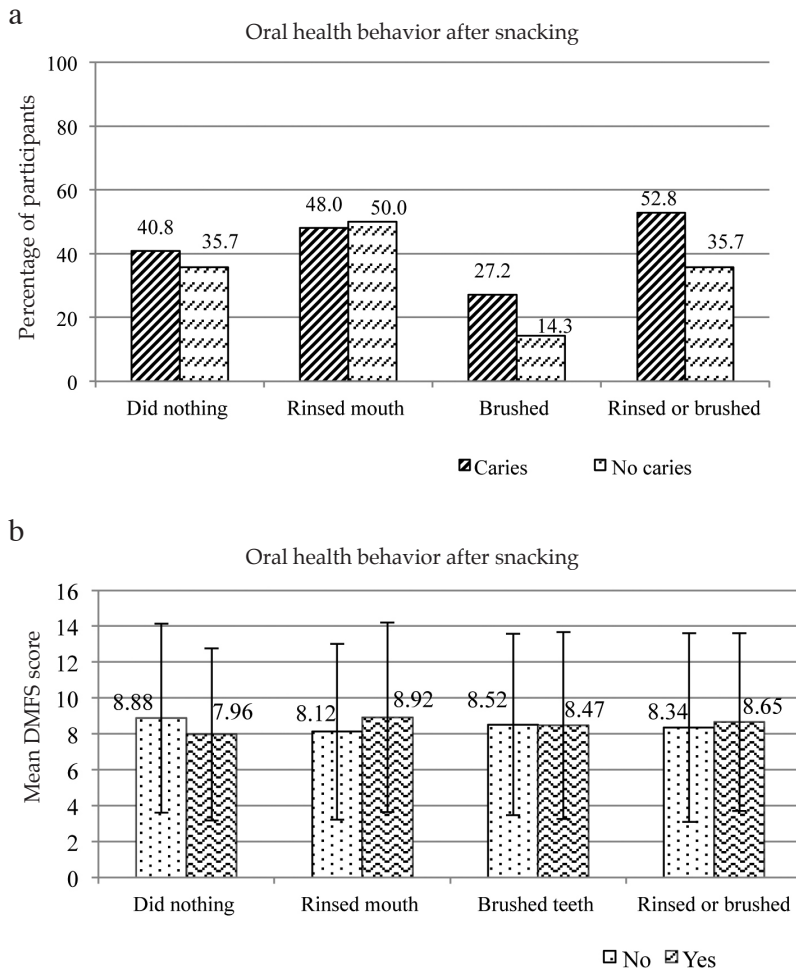 a
Oral health behavior after snacking
Percentage of participants
100
80
60
40
20
0
40.8
35.7
48.0
50.0
27.2
14.3
52.8
35.7
Did nothing
Rinsed mouth
Brushed
Rinsed or brushed
Caries
No caries
b
Oral health behavior after snacking
Mean DMFS score
16
14
12
10
8
6
4
2
0
8.88
7.96
8.12
8.92
8.52
8.47
8.34
8.65
Did nothing
Rinsed mouth
Brushed teeth
Rinsed or brushed
No
Yes